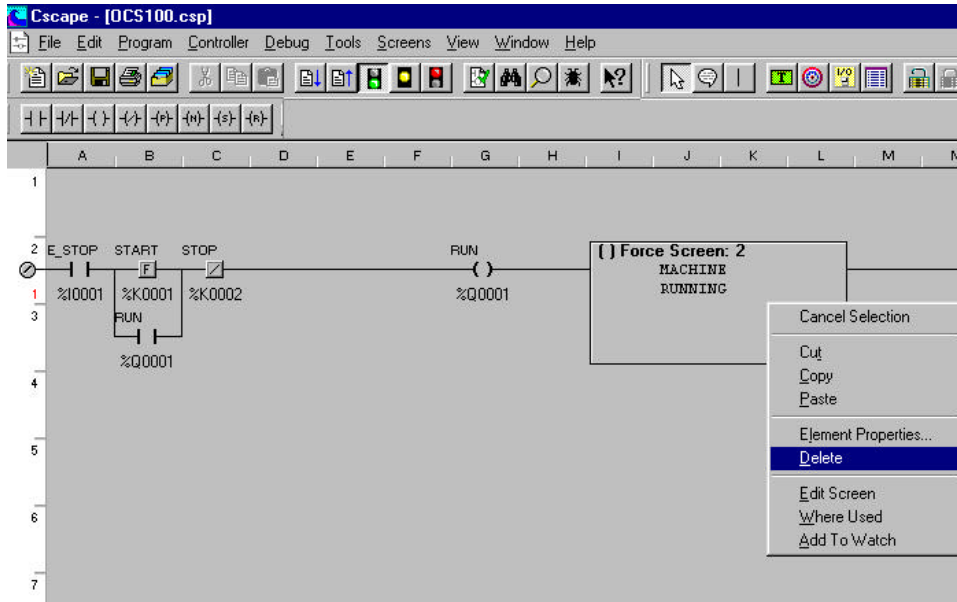 Cscape - [OCS100.csp]
File Edit Program Controller Debug Tools Screens View Window Help
T I/O
P N S R
A B C D E F G H I J K L M N
1
2 E_STOP START STOP RUN ( ) Force Screen: 2
F MACHINE
1 %I0001 %K0001 %K0002 %Q0001 RUNNING
3 RUN Cancel Selection
%Q0001 Cut
4 Copy
Paste
5 Element Properties...
Delete
6 Edit Screen
Where Used
Add To Watch
7